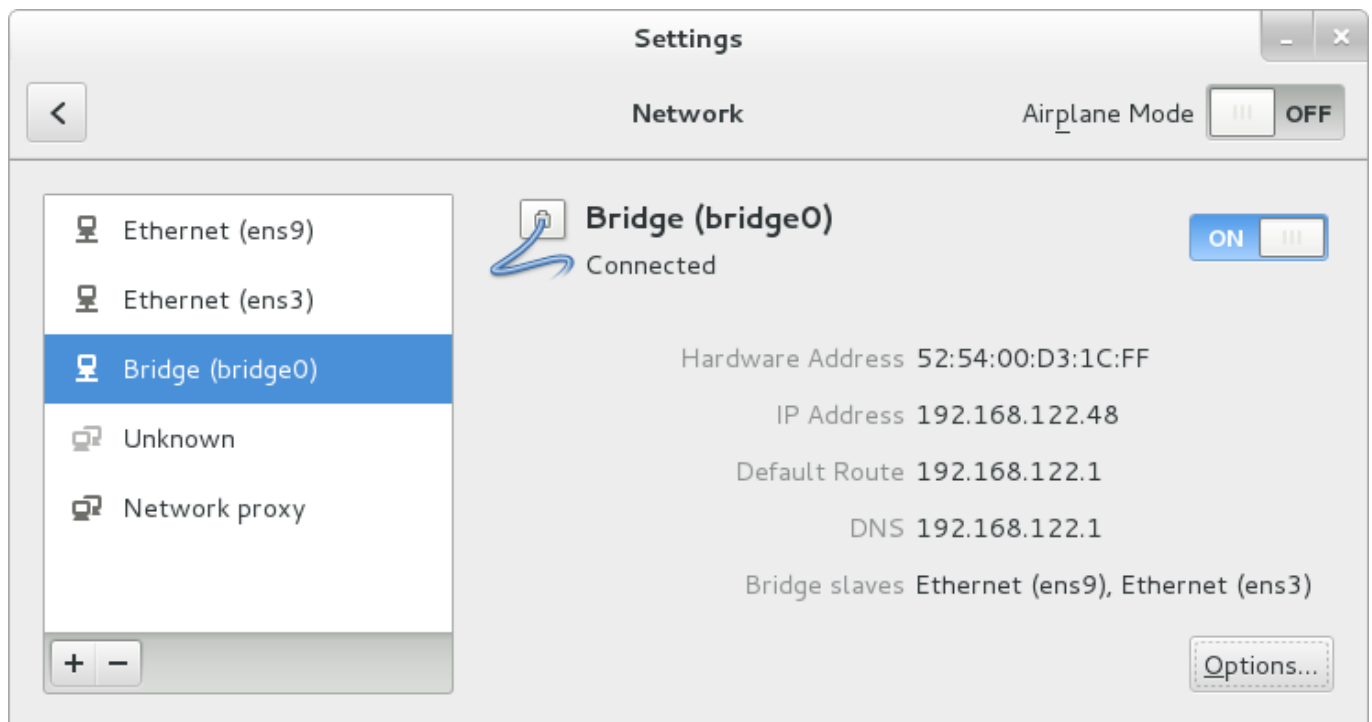 Settings
Network
Airplane Mode
OFF
Ethernet (ens9)
Ethernet (ens3)
Bridge (bridge0)
Unknown
Network proxy
Bridge (bridge0)
Connected
ON
Hardware Address 52:54:00:D3:1C:FF
IP Address 192.168.122.48
Default Route 192.168.122.1
DNS 192.168.122.1
Bridge slaves Ethernet (ens9), Ethernet (ens3)
Options...